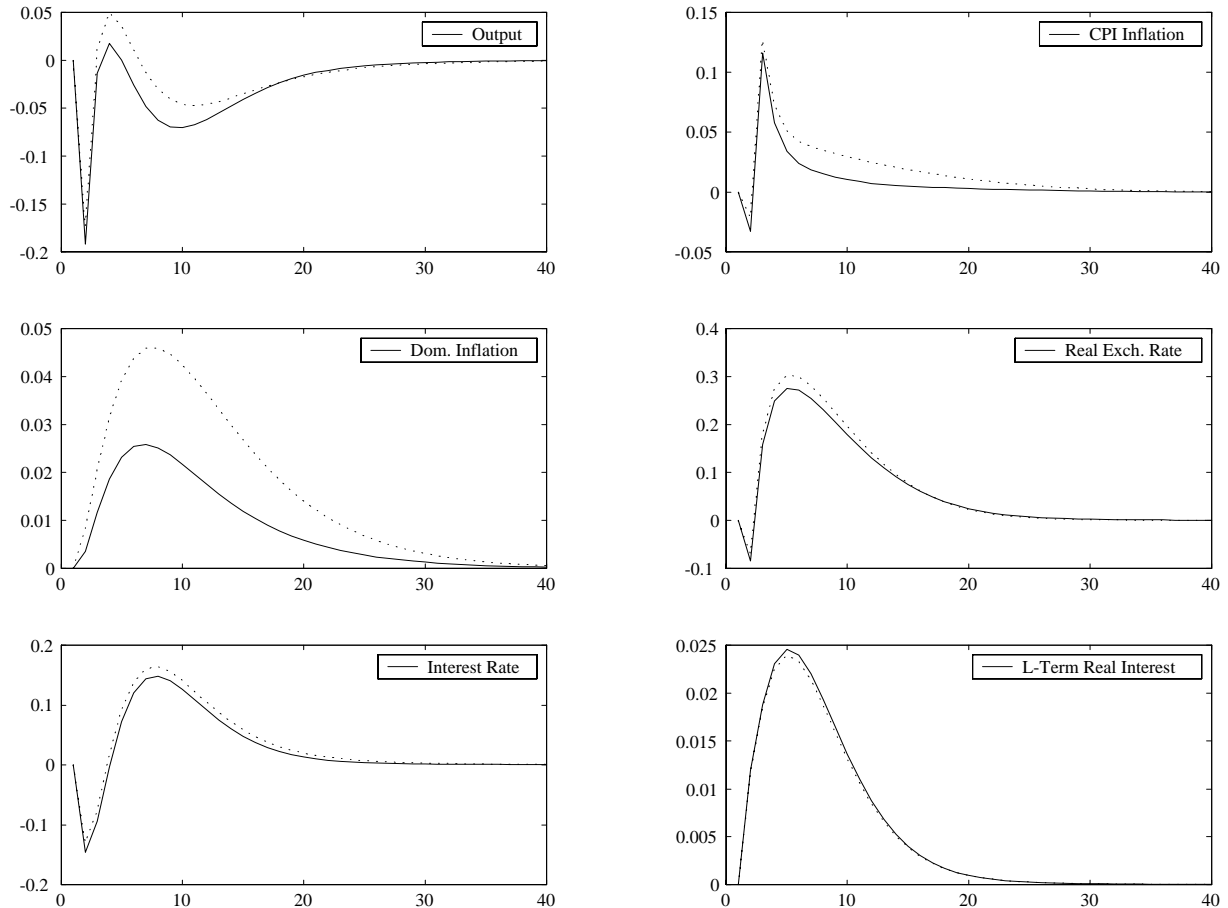 Output
0.05
0
-0.05
-0.1
-0.15
-0.2
0 10 20 30 40
CPI Inflation
0.15
0.1
0.05
0
-0.05
0 10 20 30 40
Dom. Inflation
0.05
0.04
0.03
0.02
0.01
0
0 10 20 30 40
Real Exch. Rate
0.4
0.3
0.2
0.1
0
-0.1
0 10 20 30 40
Interest Rate
0.2
0.1
0
-0.1
-0.2
0 10 20 30 40
L-Term Real Interest
0.025
0.02
0.015
0.01
0.005
0
0 10 20 30 40